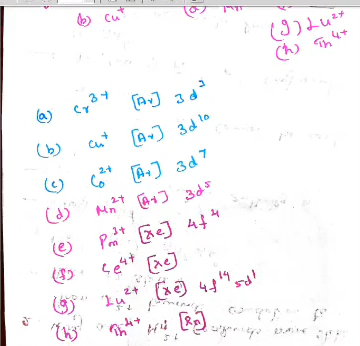 (b) Cu⁺
(g) Lu²⁺
(h) Th⁴⁺
(a) Cr³⁺ [Ar] 3d³
(b) Cu⁺ [Ar] 3d¹⁰
(c) Co²⁺ [Ar] 3d⁷
(d) Mn²⁺ [Ar] 3d⁵
(e) Pm³⁺ [Xe] 4f⁴
(f) Ce⁴⁺ [Xe]
(g) Lu²⁺ [Xe] 4f¹⁴ 5d¹
(h) Th⁴⁺ [Rn]